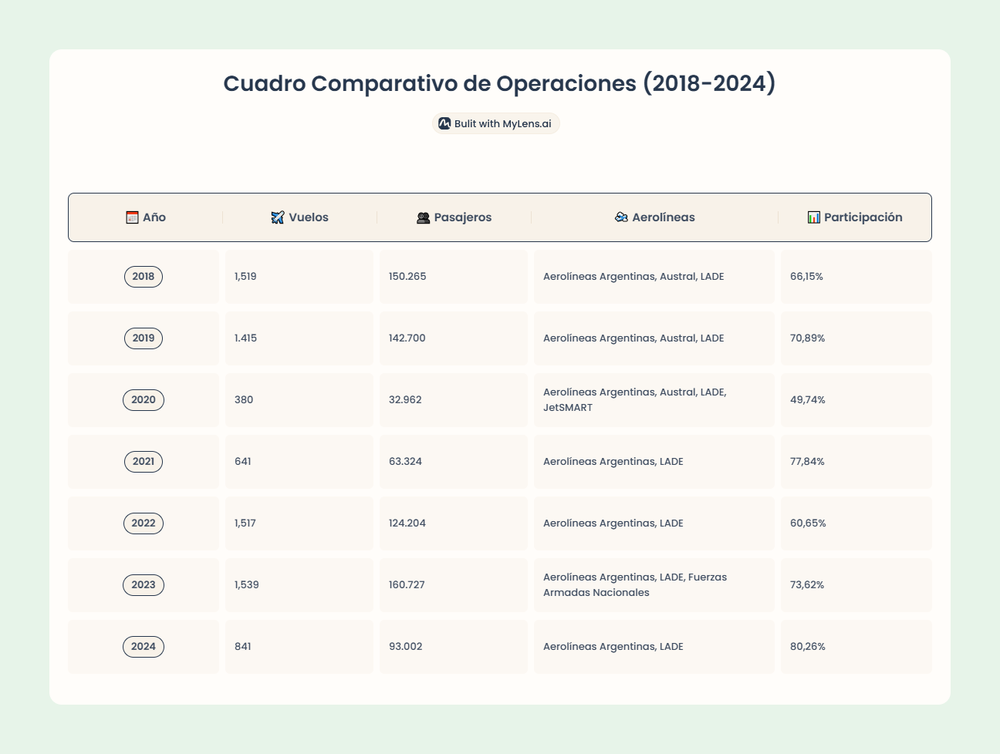 Cuadro Comparativo de Operaciones (2018-2024)
Bulit with MyLens.ai
Año Vuelos Pasajeros Aerolíneas Participación
2018 1,519 150.265 Aerolíneas Argentinas, Austral, LADE 66,15%
2019 1.415 142.700 Aerolíneas Argentinas, Austral, LADE 70,89%
2020 380 32.962 Aerolíneas Argentinas, Austral, LADE, JetSMART 49,74%
2021 641 63.324 Aerolíneas Argentinas, LADE 77,84%
2022 1,517 124.204 Aerolíneas Argentinas, LADE 60,65%
2023 1,539 160.727 Aerolíneas Argentinas, LADE, Fuerzas Armadas Nacionales 73,62%
2024 841 93.002 Aerolíneas Argentinas, LADE 80,26%